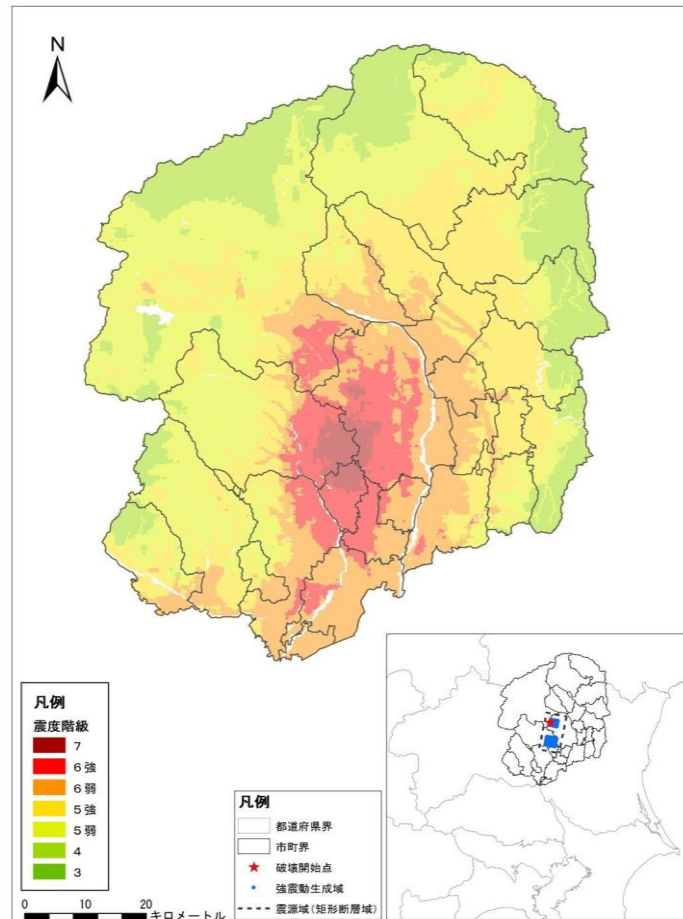 N
凡例
震度階級
7
6強
6弱
5強
5弱
4
3
0 10 20
キロメートル
凡例
都道府県界
市町界
破壊開始点
強震動生成域
震源域(矩形断層域)